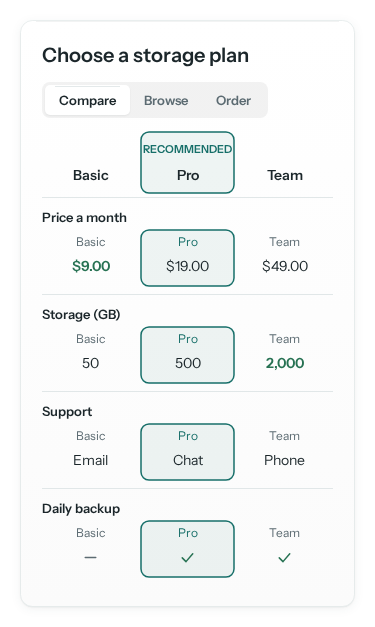 Choose a storage plan
Compare Browse Order
RECOMMENDED
Basic Pro Team
Price a month
Basic Pro Team
$9.00 $19.00 $49.00
Storage (GB)
Basic Pro Team
50 500 2,000
Support
Basic Pro Team
Email Chat Phone
Daily backup
Basic Pro Team
— ✓ ✓